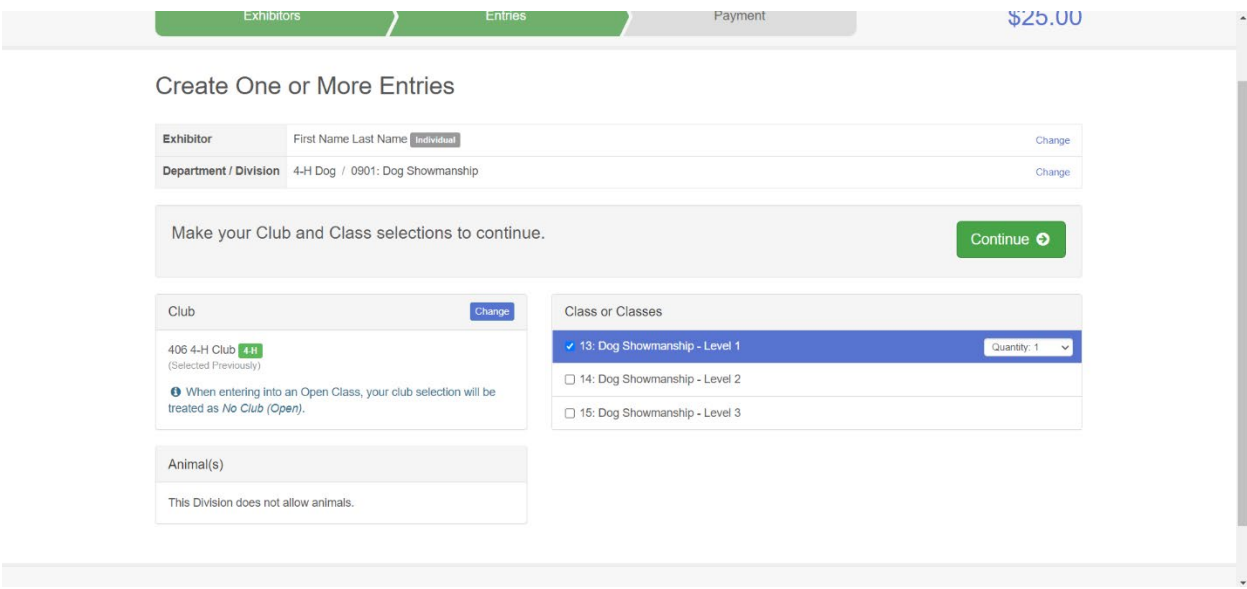 Exhibitors
Entries
Payment
$25.00
Create One or More Entries
Exhibitor First Name Last Name Individual Change
Department / Division 4-H Dog / 0901: Dog Showmanship Change
Make your Club and Class selections to continue.
Continue
Club Change
406 4-H Club 4-H
(Selected Previously)
When entering into an Open Class, your club selection will be
treated as No Club (Open).
Class or Classes
13: Dog Showmanship - Level 1 Quantity: 1
14: Dog Showmanship - Level 2
15: Dog Showmanship - Level 3
Animal(s)
This Division does not allow animals.